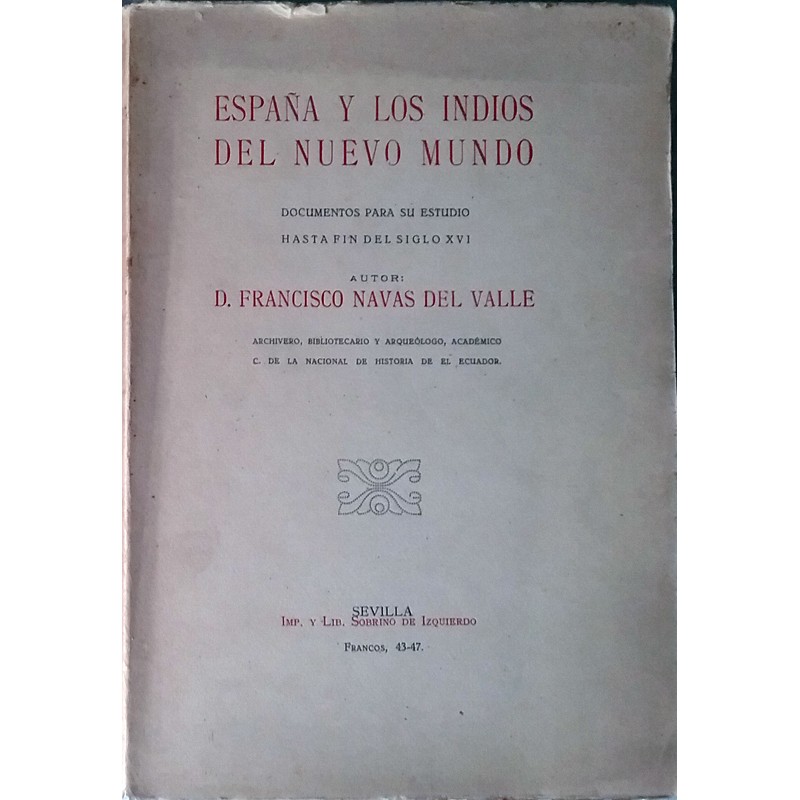 ESPAÑA Y LOS INDIOS
DEL NUEVO MUNDO
DOCUMENTOS PARA SU ESTUDIO
HASTA FIN DEL SIGLO XVI
AUTOR:
D. FRANCISCO NAVAS DEL VALLE
ARCHIVERO, BIBLIOTECARIO Y ARQUEÓLOGO, ACADÉMICO
C. DE LA NACIONAL DE HISTORIA DE EL ECUADOR.
SEVILLA
IMP. Y LIB. SOBRINO DE IZQUIERDO
FRANCOS, 43-47.